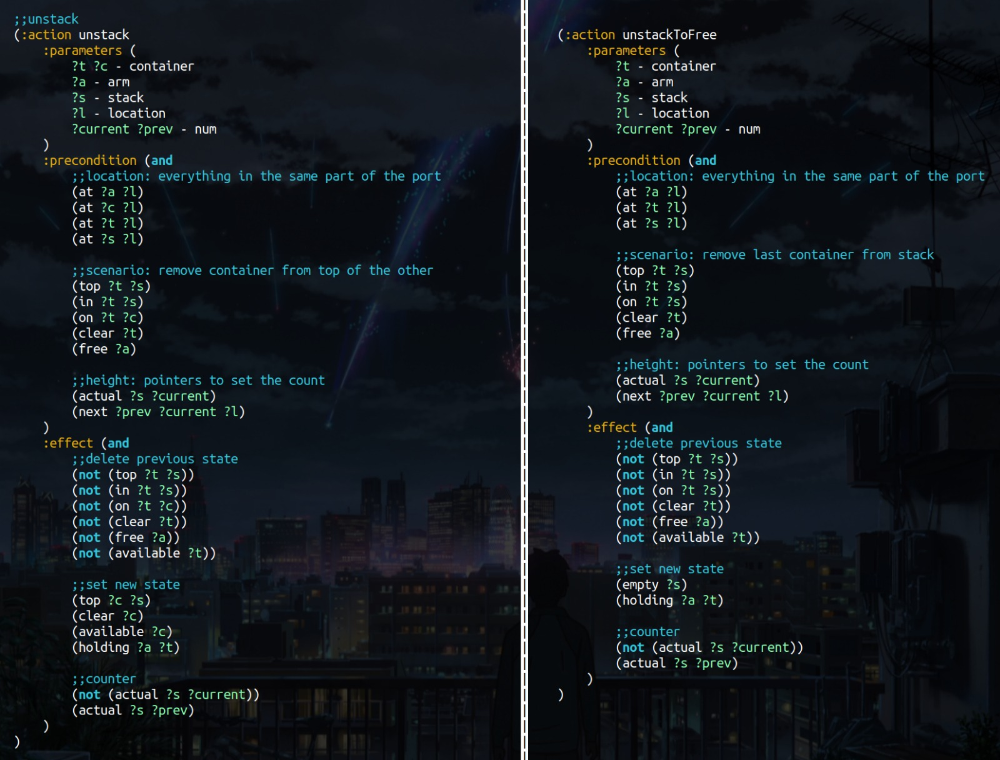 ;;unstack
(:action unstack
    :parameters (
        ?t ?c - container
        ?a - arm
        ?s - stack
        ?l - location
        ?current ?prev - num
    )
    :precondition (and
        ;;location: everything in the same part of the port
        (at ?a ?l)
        (at ?c ?l)
        (at ?t ?l)
        (at ?s ?l)

        ;;scenario: remove container from top of the other
        (top ?t ?s)
        (in ?t ?s)
        (on ?t ?c)
        (clear ?t)
        (free ?a)

        ;;height: pointers to set the count
        (actual ?s ?current)
        (next ?prev ?current ?l)
    )
    :effect (and
        ;;delete previous state
        (not (top ?t ?s))
        (not (in ?t ?s))
        (not (on ?t ?c))
        (not (clear ?t))
        (not (free ?a))
        (not (available ?t))

        ;;set new state
        (top ?c ?s)
        (clear ?c)
        (available ?c)
        (holding ?a ?t)

        ;;counter
        (not (actual ?s ?current))
        (actual ?s ?prev)
    )
)
(:action unstackToFree
    :parameters (
        ?t - container
        ?a - arm
        ?s - stack
        ?l - location
        ?current ?prev - num
    )
    :precondition (and
        ;;location: everything in the same part of the port
        (at ?a ?l)
        (at ?t ?l)
        (at ?s ?l)

        ;;scenario: remove last container from stack
        (top ?t ?s)
        (in ?t ?s)
        (on ?t ?s)
        (clear ?t)
        (free ?a)

        ;;height: pointers to set the count
        (actual ?s ?current)
        (next ?prev ?current ?l)
    )
    :effect (and
        ;;delete previous state
        (not (top ?t ?s))
        (not (in ?t ?s))
        (not (on ?t ?s))
        (not (clear ?t))
        (not (free ?a))
        (not (available ?t))

        ;;set new state
        (empty ?s)
        (holding ?a ?t)

        ;;counter
        (not (actual ?s ?current))
        (actual ?s ?prev)
    )
)